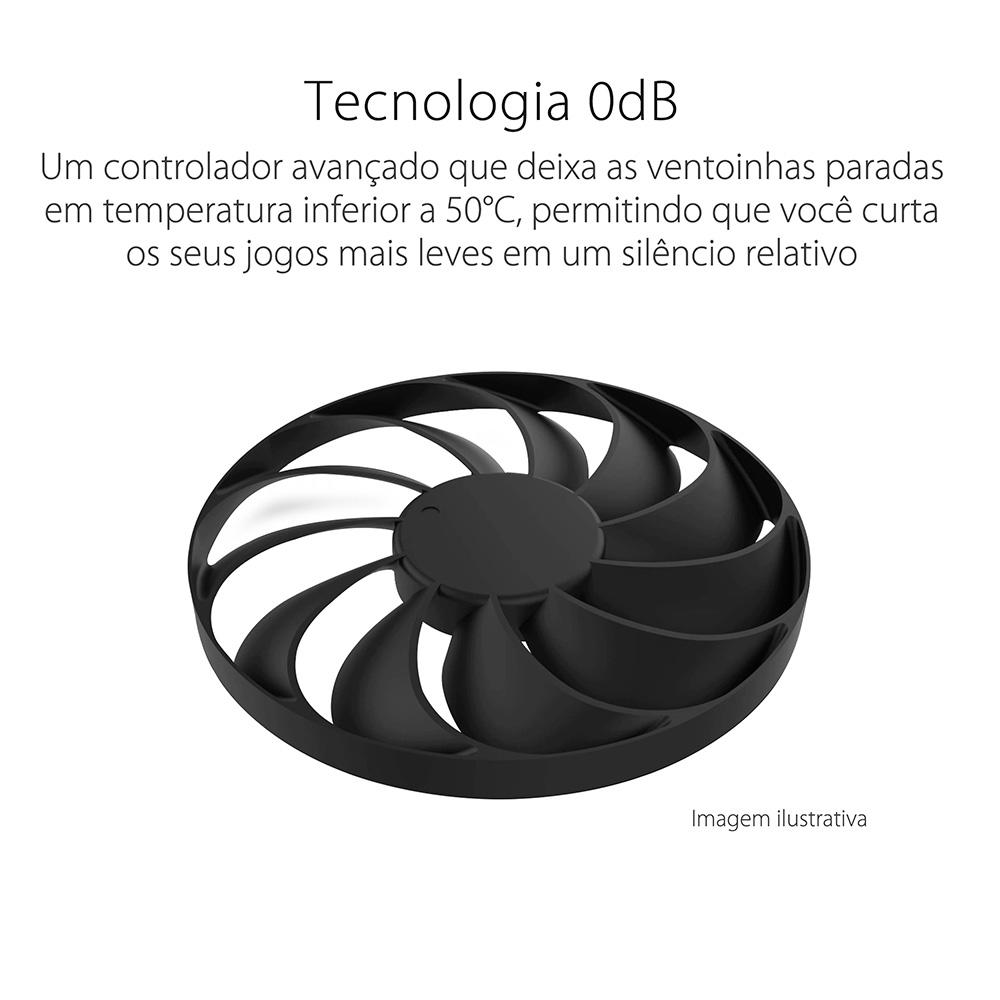 Tecnologia 0dB
Um controlador avançado que deixa as ventoinhas paradas
em temperatura inferior a 50°C, permitindo que você curta
os seus jogos mais leves em um silêncio relativo
Imagem ilustrativa